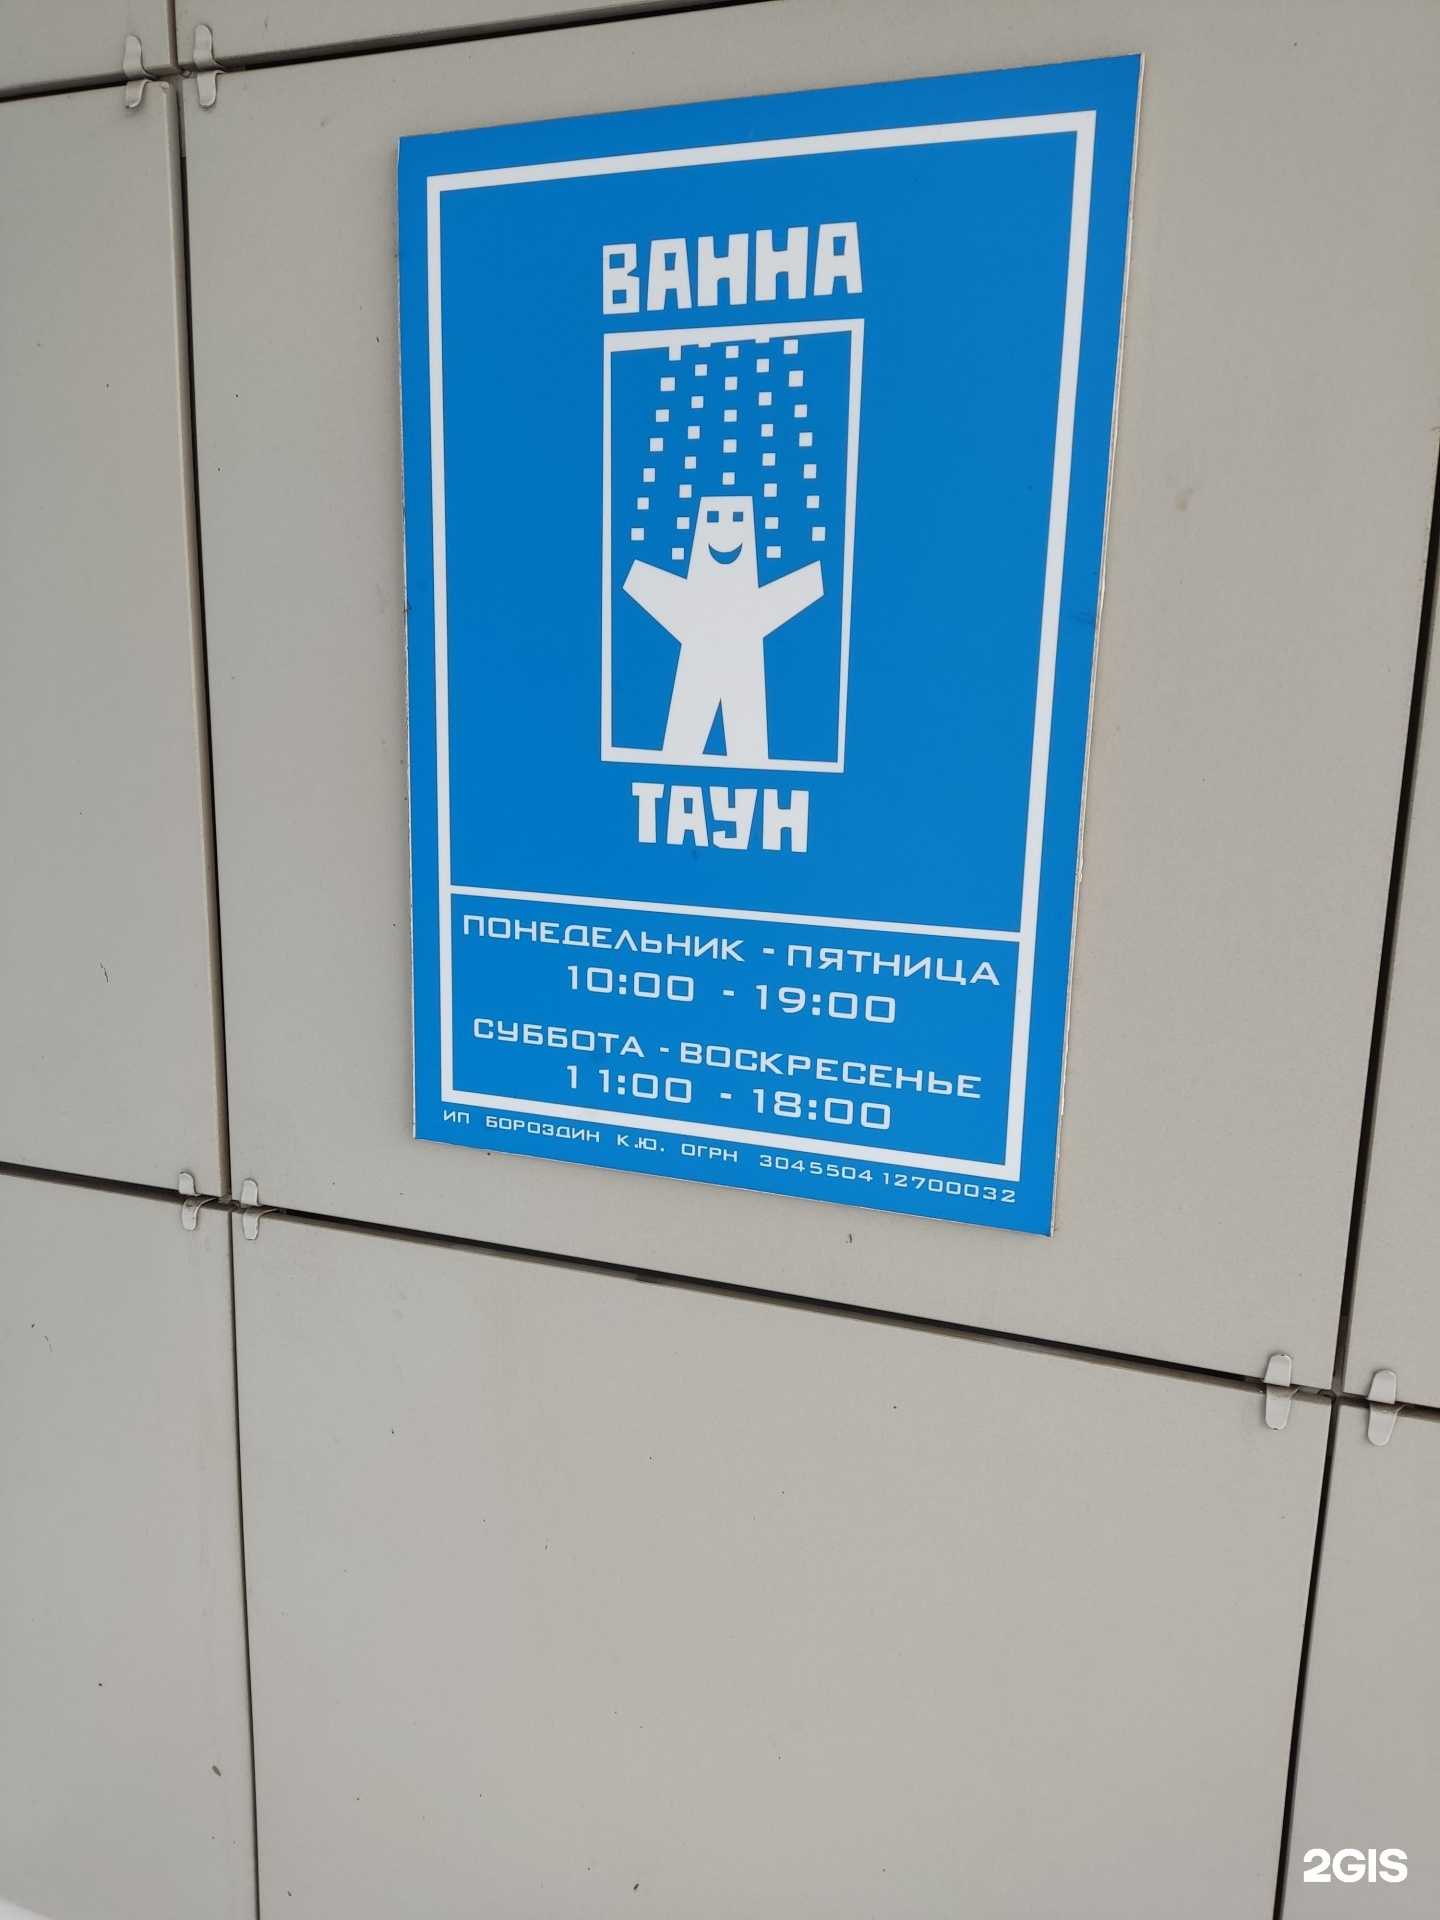 ВАННА
ТАУН
ПОНЕДЕЛЬНИК - ПЯТНИЦА
10:00 - 19:00
СУББОТА - ВОСКРЕСЕНЬЕ
11:00 - 18:00
ИП БОРОЗДИН К.Ю. ОГРН 304550412700032
2GIS